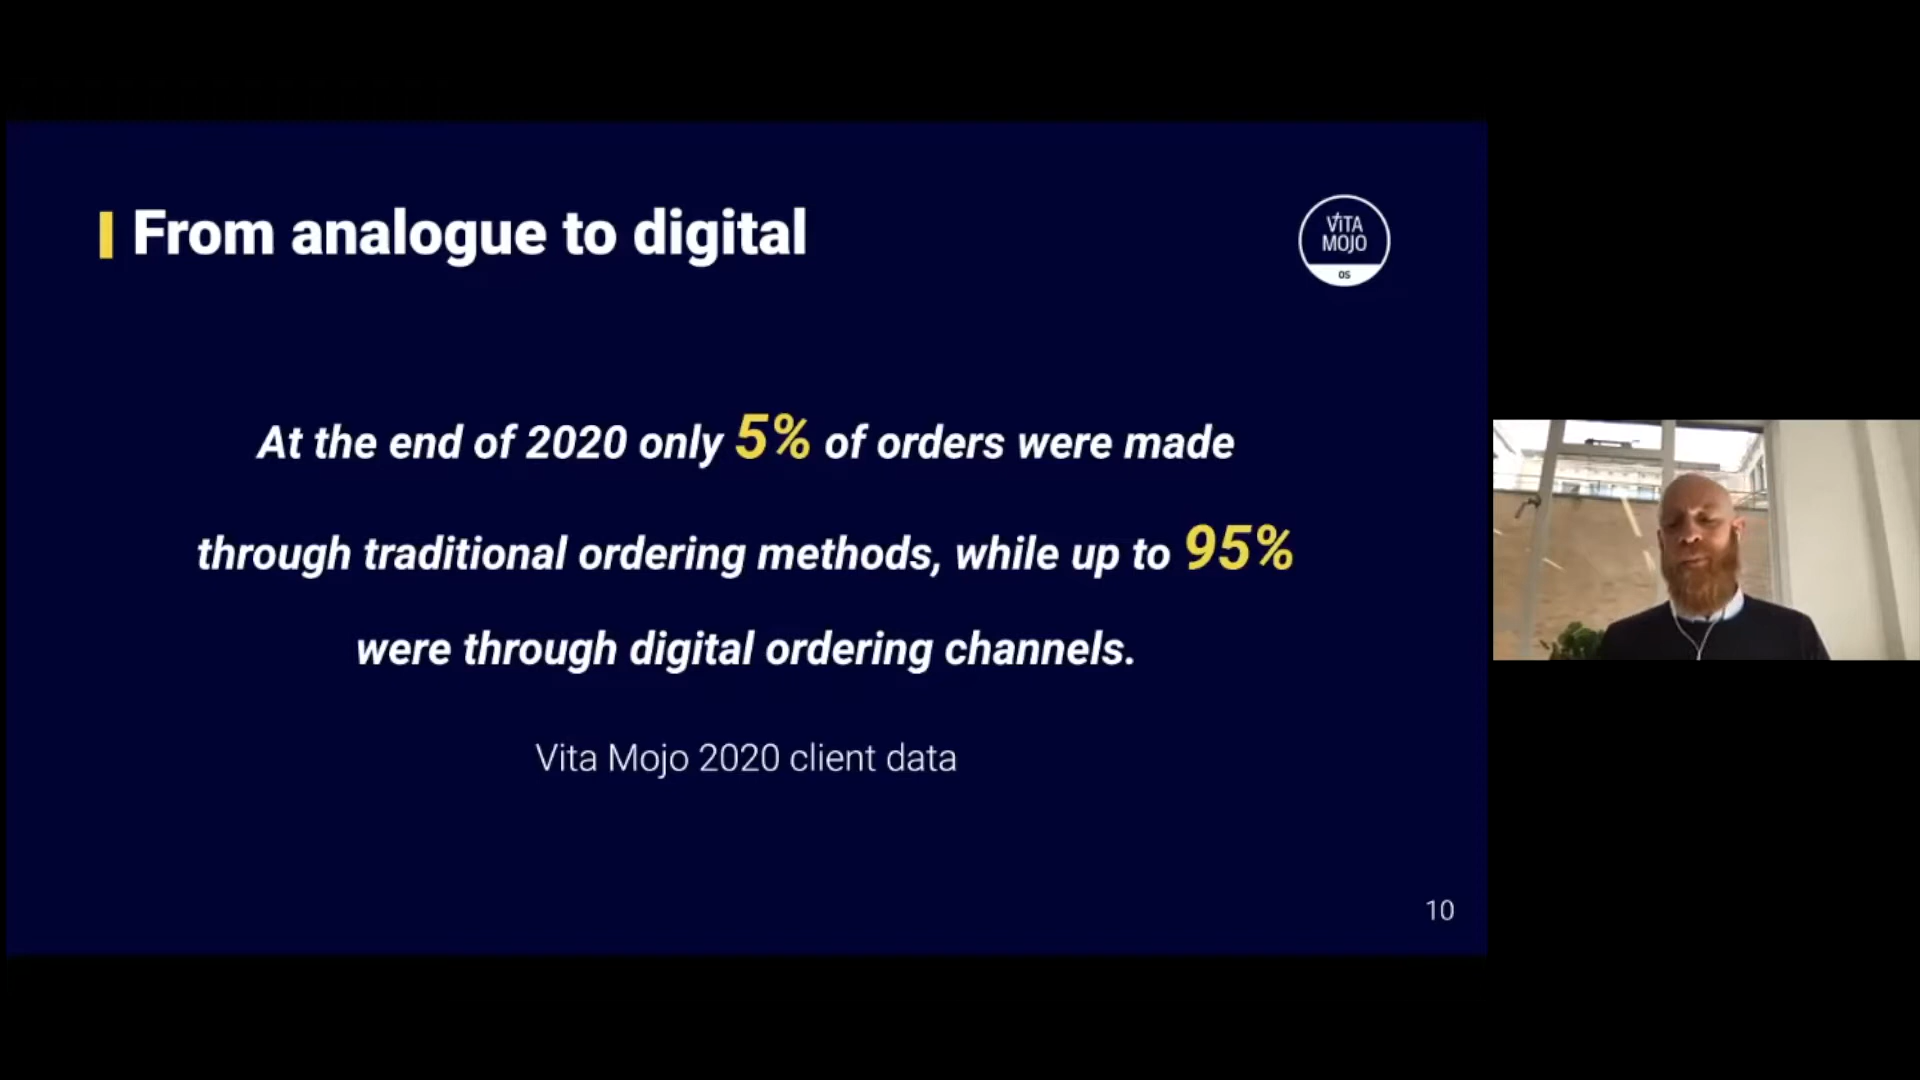 From analogue to digital
VITA
MOJO
OS
At the end of 2020 only 5% of orders were made
through traditional ordering methods, while up to 95%
were through digital ordering channels.
Vita Mojo 2020 client data
10